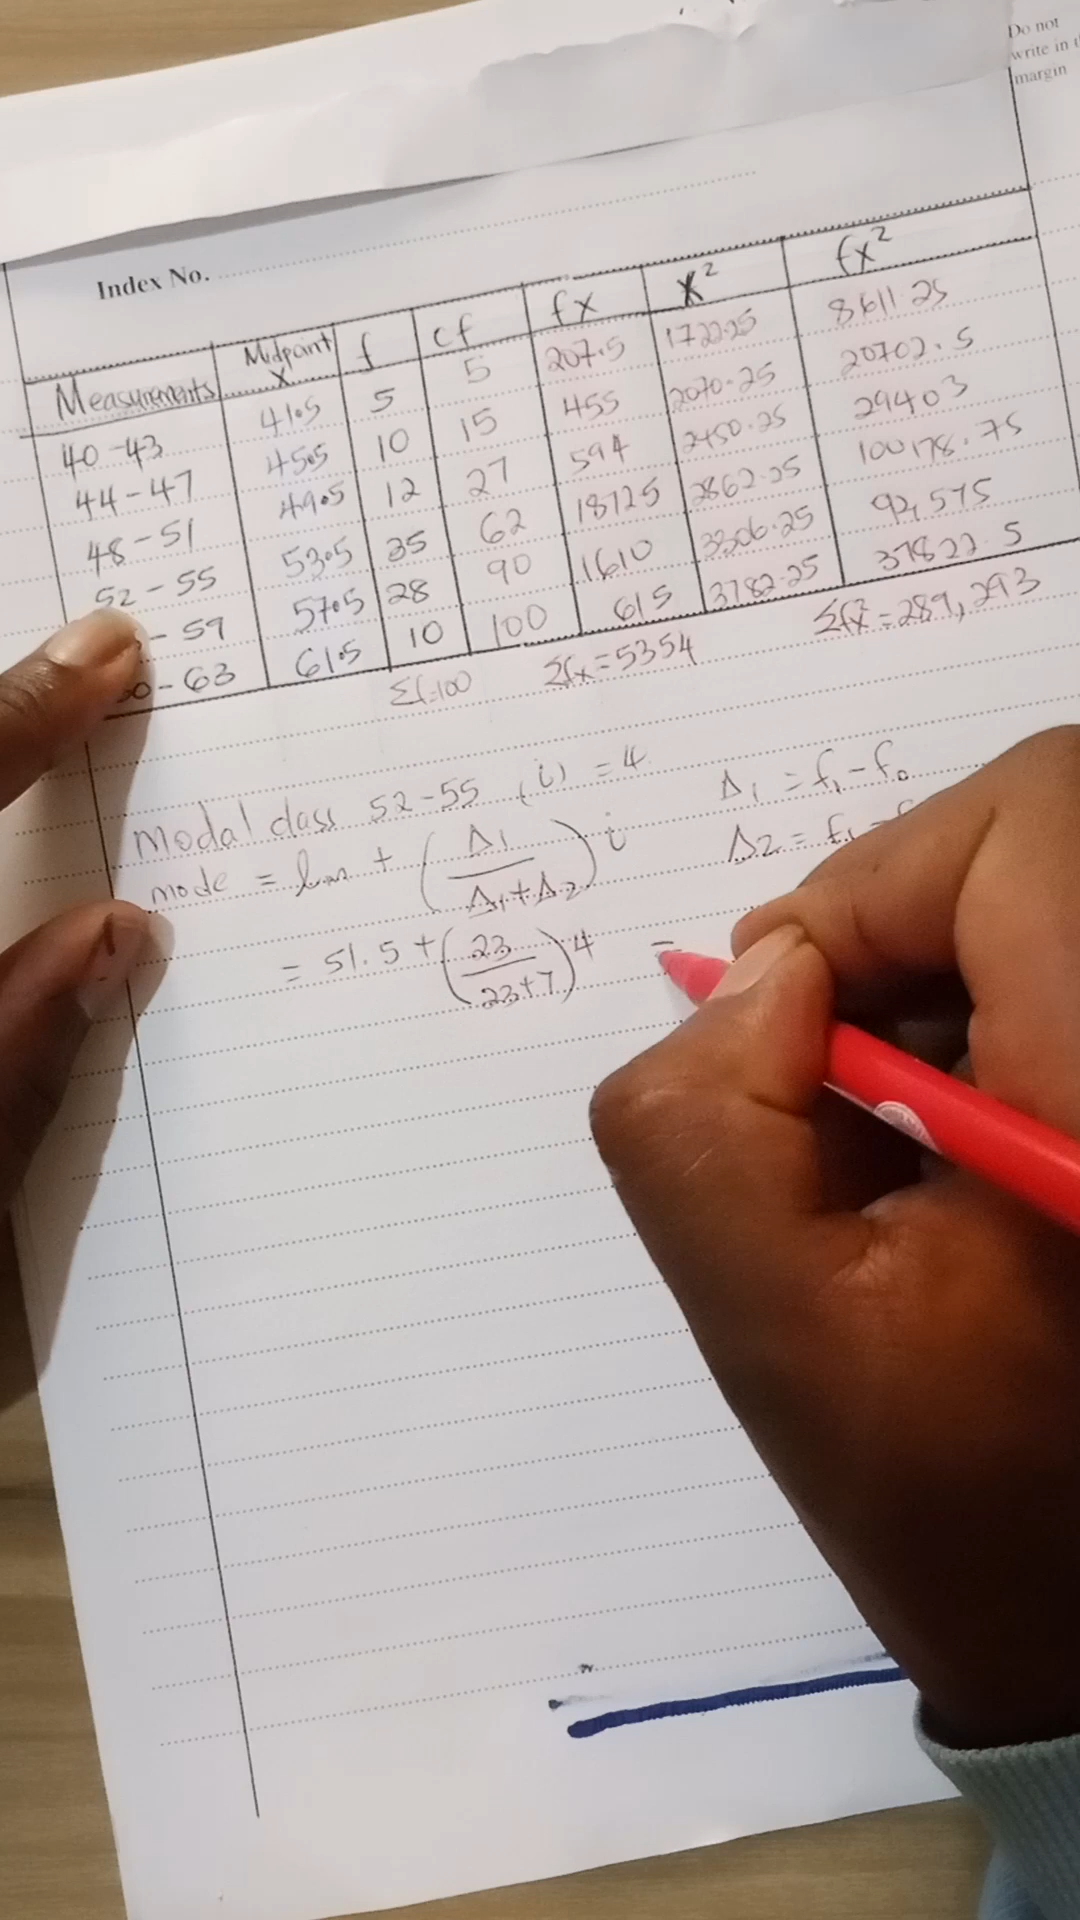 Do not
write in t
margin
Index No.
Measurements Midpoint x f cf fx x² fx²
40-43 41.5 5 5 207.5 1722.25 8611.25
44-47 45.5 10 15 455 2070.25 20702.5
48-51 49.5 12 27 594 2450.25 29403
52-55 53.5 35 62 1872.5 2862.25 100178.75
-59 57.5 28 90 1610 3306.25 92,575
60-63 61.5 10 100 615 3782.25 37822.5
Σf=100 Σfx=5354 Σfx²=289,293
Modal class 52-55 (i) = 4 Δ₁ = f₁-f₀
mode = Lm + (Δ₁/Δ₁+Δ₂)i Δ2 = f₁-f
= 51.5 + (23/23+7)4 =